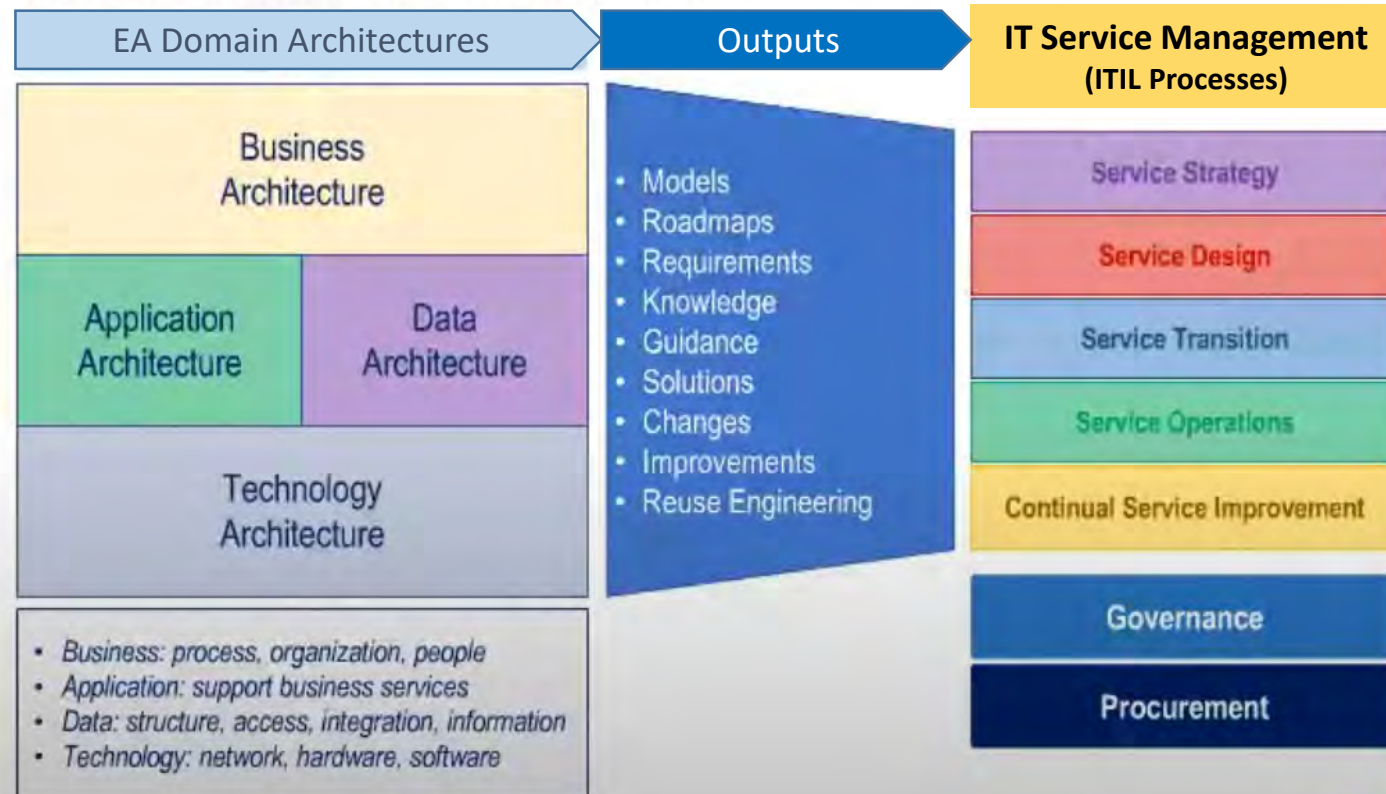 EA Domain Architectures
Outputs
IT Service Management
(ITIL Processes)
Business
Architecture
Application
Architecture
Data
Architecture
Technology
Architecture
• Business: process, organization, people
• Application: support business services
• Data: structure, access, integration, information
• Technology: network, hardware, software
• Models
• Roadmaps
• Requirements
• Knowledge
• Guidance
• Solutions
• Changes
• Improvements
• Reuse Engineering
Service Strategy
Service Design
Service Transition
Service Operations
Continual Service Improvement
Governance
Procurement